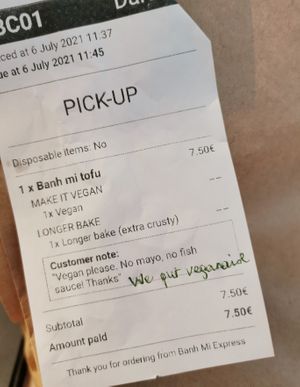 BC01
ced at 6 July 2021 11:37
ue at 6 July 2021 11:45
PICK-UP
Disposable items: No
7.50€
1 x Banh mi tofu
MAKE IT VEGAN
1x Vegan
--
LONGER BAKE
1x Longer bake (extra crusty)
--
Customer note:
"Vegan please. No mayo, no fish
sauce! Thanks" We put veganaise
7.50€
Subtotal
7.50€
Amount paid
Thank you for ordering from Banh Mi Express